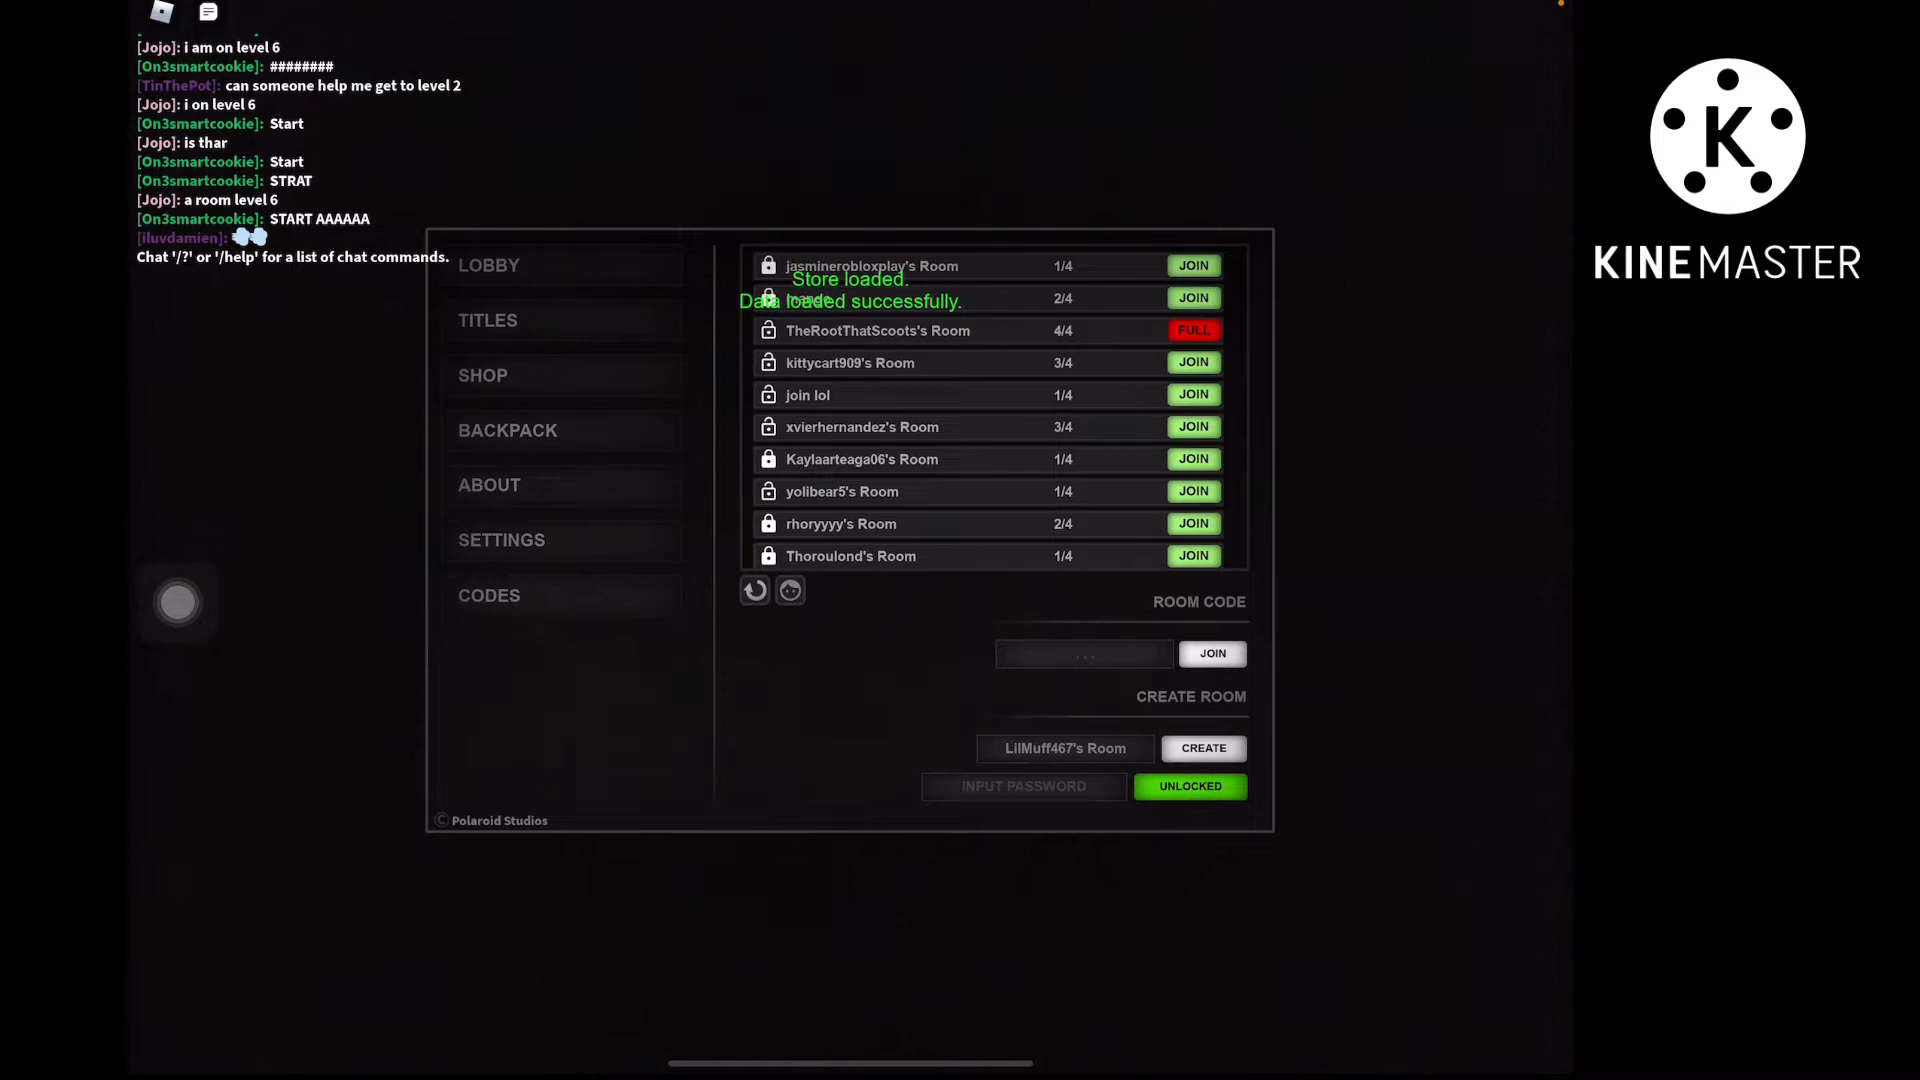 [Jojo]: i am on level 6
[On3smartcookie]: ########
[TinThePot]: can someone help me get to level 2
[Jojo]: i on level 6
[On3smartcookie]: Start
[Jojo]: is thar
[On3smartcookie]: Start
[On3smartcookie]: STRAT
[Jojo]: a room level 6
[On3smartcookie]: START AAAAAA
[iluvdamien]: 💨💨
Chat '/?' or '/help' for a list of chat commands.
K
KINEMASTER
LOBBY
TITLES
SHOP
BACKPACK
ABOUT
SETTINGS
CODES
© Polaroid Studios
jasminerobloxplay's Room 1/4 JOIN
Store loaded.
2/4 JOIN
Data loaded successfully.
TheRootThatScoots's Room 4/4 FULL
kittycart909's Room 3/4 JOIN
join lol 1/4 JOIN
xvierhernandez's Room 3/4 JOIN
Kaylaarteaga06's Room 1/4 JOIN
yolibear5's Room 1/4 JOIN
rhoryyyy's Room 2/4 JOIN
Thoroulond's Room 1/4 JOIN
ROOM CODE
... JOIN
CREATE ROOM
LilMuff467's Room CREATE
INPUT PASSWORD UNLOCKED